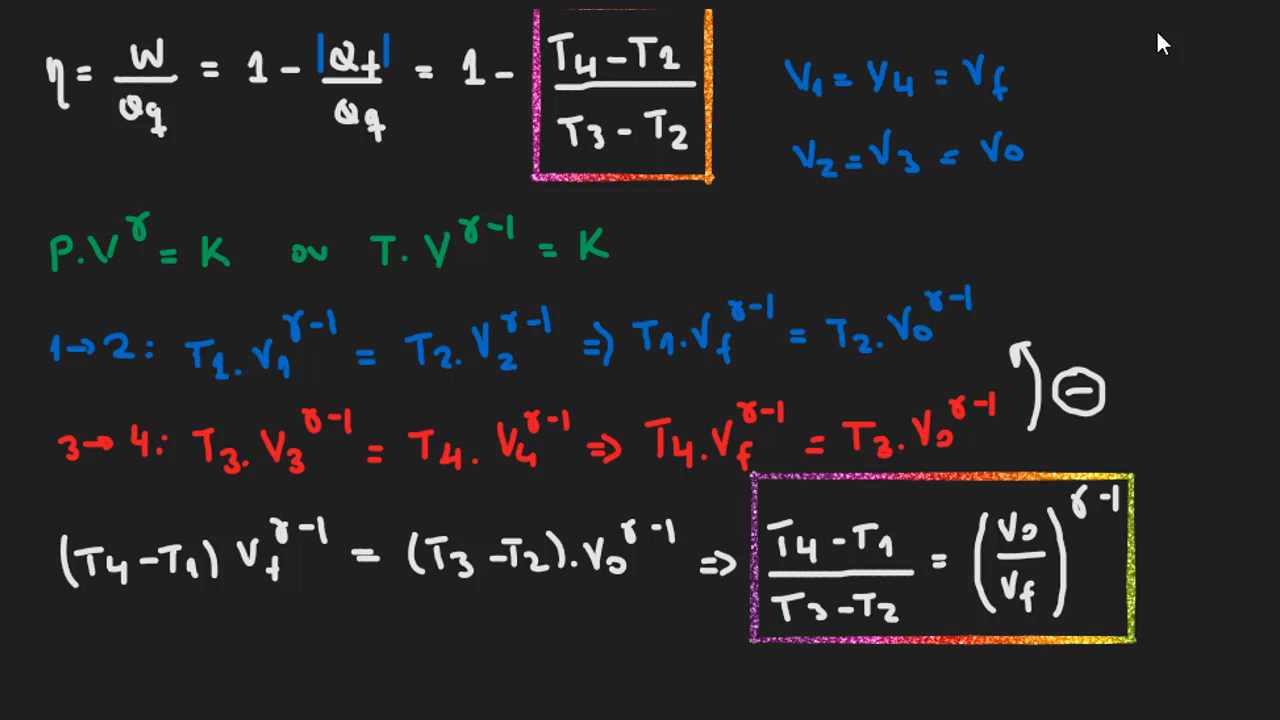 η = W/Qq = 1 - |Qf|/Qq = 1 - (T4 - T1)/(T3 - T2)
V1 = V4 = Vf
V2 = V3 = V0
P.V^γ = K ou T.V^(γ-1) = K
1→2: T1.V1^(γ-1) = T2.V2^(γ-1) ⇒ T1.Vf^(γ-1) = T2.V0^(γ-1)
3→4: T3.V3^(γ-1) = T4.V4^(γ-1) ⇒ T4.Vf^(γ-1) = T3.V0^(γ-1)
⊖
(T4 - T1) Vf^(γ-1) = (T3 - T2).V0^(γ-1) ⇒ (T4 - T1)/(T3 - T2) = (V0/Vf)^(γ-1)